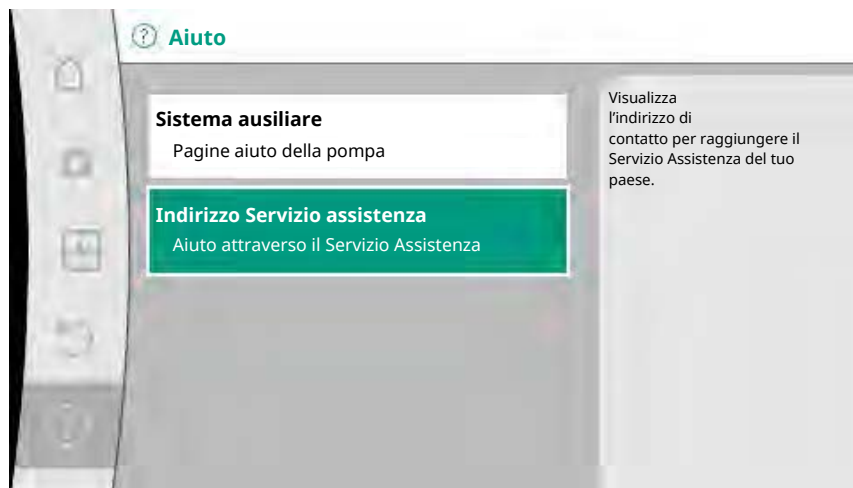 Aiuto
Sistema ausiliare
Pagine aiuto della pompa
Indirizzo Servizio assistenza
Aiuto attraverso il Servizio Assistenza
Visualizza
l'indirizzo di
contatto per raggiungere il
Servizio Assistenza del tuo
paese.